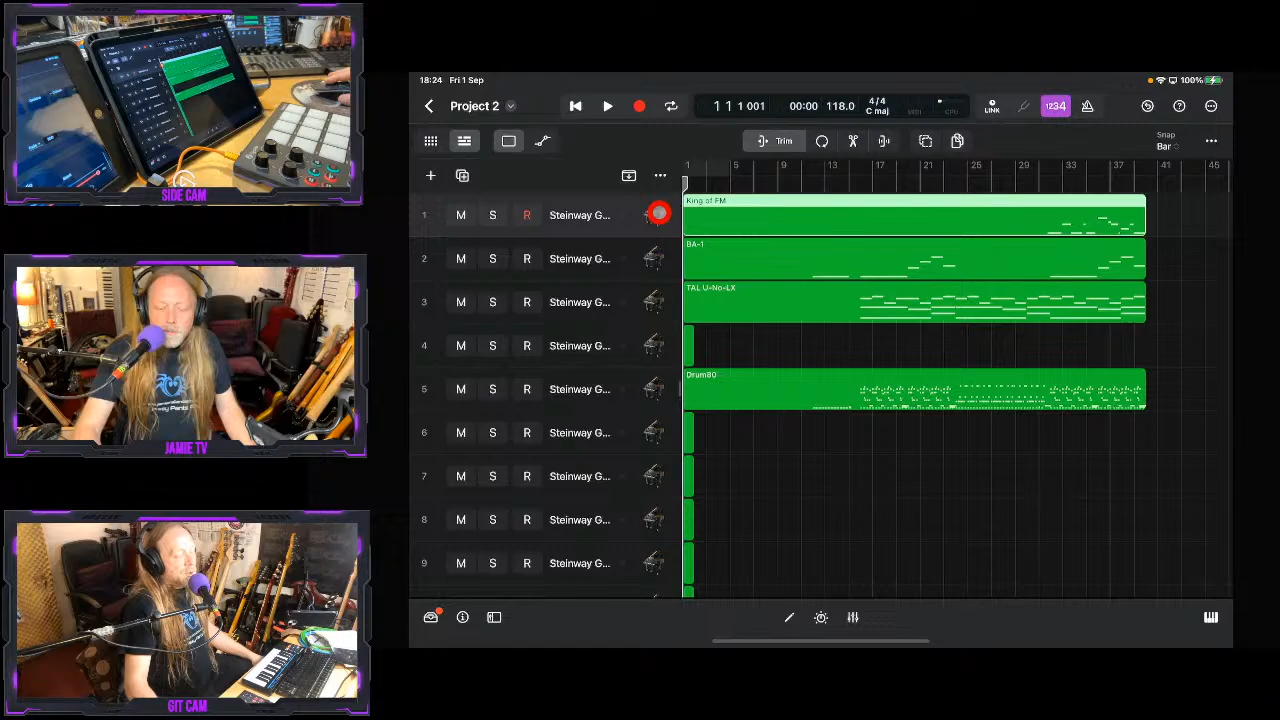 SIDE CAM
JAMIE TV
GIT CAM
18:24 Fri 1 Sep
100%
Project 2
1 1 1 001
00:00
118.0
4/4
C maj
LINK
1234
Trim
Snap
Bar
1 5 9 13 17 21 25 29 33 37 39 45
1 M S R Steinway G...
King of FM
2 M S R Steinway G...
BA-1
3 M S R Steinway G...
TAL U-No-LX
4 M S R Steinway G...
5 M S R Steinway G...
Drum80
6 M S R Steinway G...
7 M S R Steinway G...
8 M S R Steinway G...
9 M S R Steinway G...